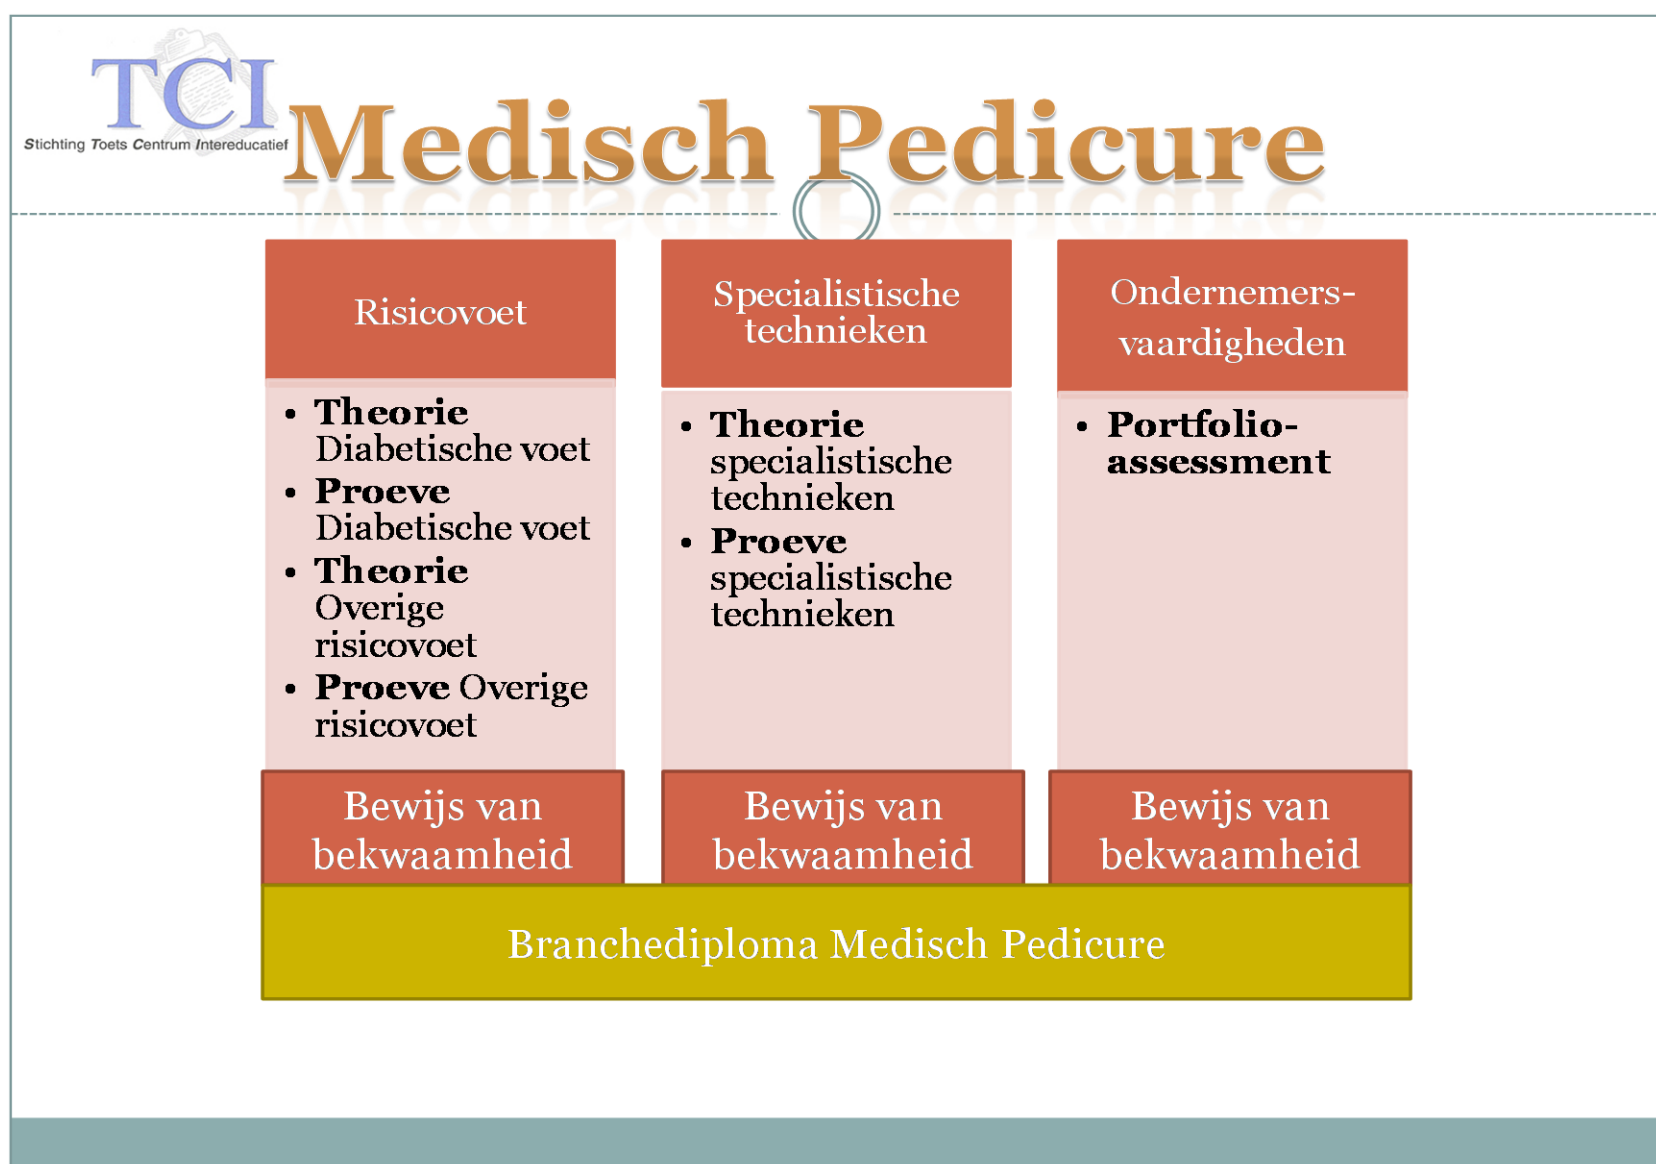 TCI
Stichting Toets Centrum Intereducatief
Medisch Pedicure
Risicovoet
• Theorie
Diabetische voet
• Proeve
Diabetische voet
• Theorie
Overige
risicovoet
• Proeve Overige
risicovoet
Bewijs van
bekwaamheid
Specialistische
technieken
• Theorie
specialistische
technieken
• Proeve
specialistische
technieken
Bewijs van
bekwaamheid
Ondernemers-
vaardigheden
• Portfolio-
assessment
Bewijs van
bekwaamheid
Branchediploma Medisch Pedicure